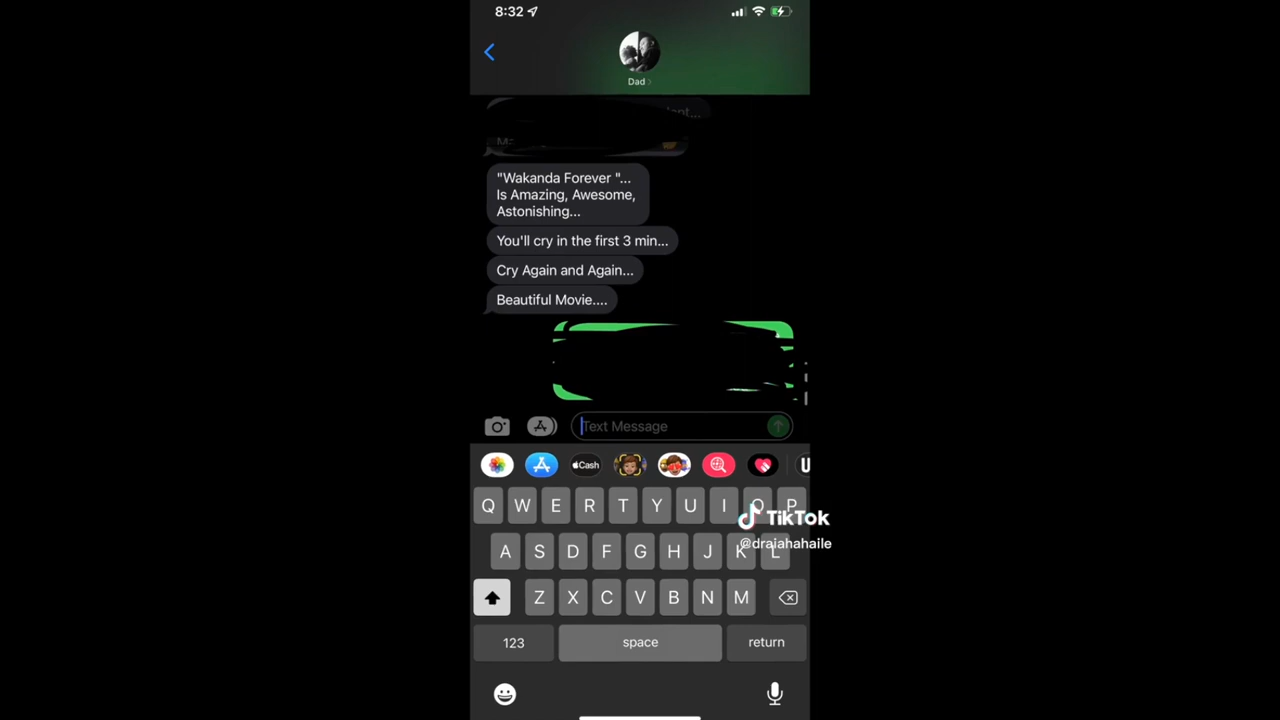 8:32
Dad
"Wakanda Forever "...
Is Amazing, Awesome,
Astonishing...
You'll cry in the first 3 min...
Cry Again and Again...
Beautiful Movie....
Text Message
Cash
Q W E R T Y U I O P
TikTok
@draiahahaile
A S D F G H J K L
Z X C V B N M
123 space return